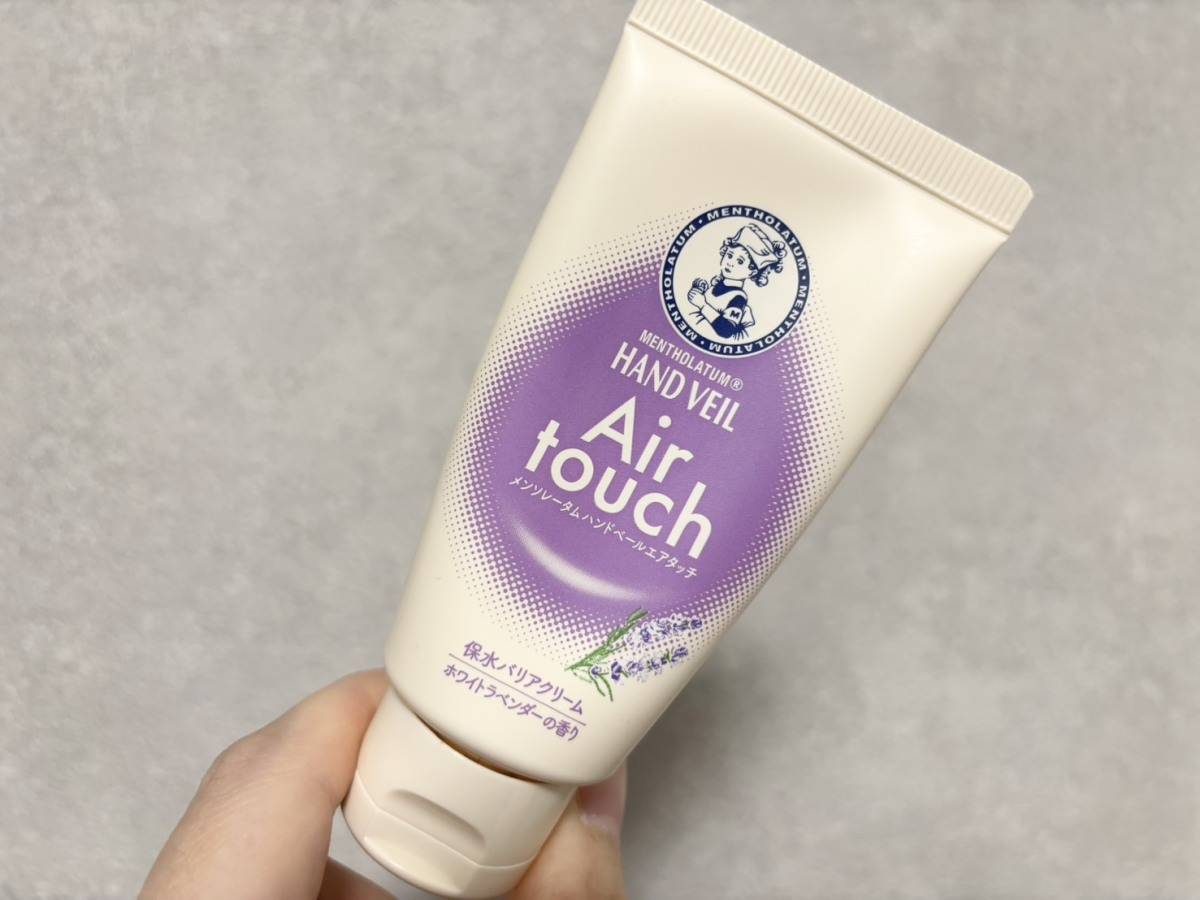 MENTHOLATUM・MENTHOLATUM・MENTHOLATUM・MENTHOLATUM・
M
MENTHOLATUM®
HAND VEIL
Air
touch
メンソレータム ハンドベールエアタッチ
保水バリアクリーム
ホワイトラベンダーの香り